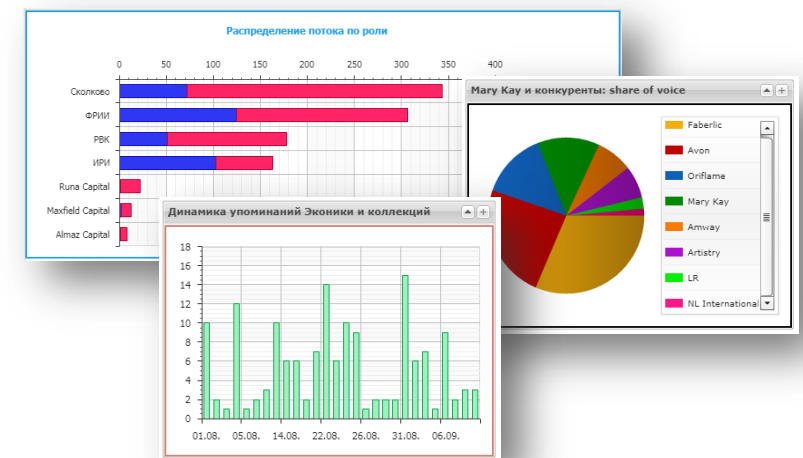 Распределение потока по роли
0 50 100 150 200 250 300 350 400
Сколково
ФРИИ
РВК
ИРИ
Runa Capital
Maxfield Capital
Almaz Capital
Mary Kay и конкуренты: share of voice
Faberlic
Avon
Oriflame
Mary Kay
Amway
Artistry
LR
NL International
Динамика упоминаний Эконики и коллекций
18
16
14
12
10
8
6
4
2
0
01.08. 05.08. 14.08. 22.08. 26.08. 31.08. 06.09.